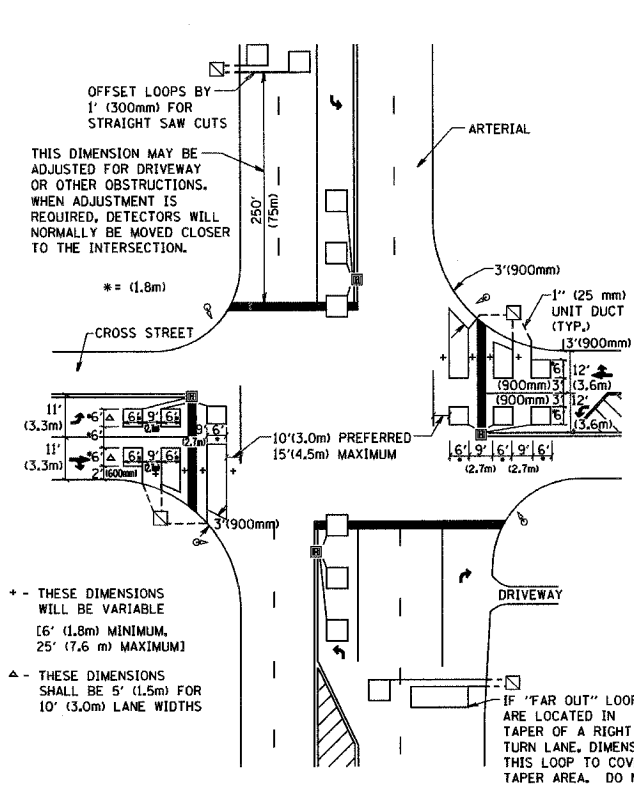 OFFSET LOOPS BY
1' (300mm) FOR
STRAIGHT SAW CUTS
THIS DIMENSION MAY BE
ADJUSTED FOR DRIVEWAY
OR OTHER OBSTRUCTIONS.
WHEN ADJUSTMENT IS
REQUIRED, DETECTORS WILL
NORMALLY BE MOVED CLOSER
TO THE INTERSECTION.
250'
(75m)
ARTERIAL
* = (1.8m)
3'(900mm)
1'' (25 mm)
UNIT DUCT
(TYP.)
CROSS STREET
3'(900mm)
*6'
12'
(3.6m)
(900mm) 3'
(900mm) 3'
*6'
12'
(3.6m)
11'
(3.3m)
*6'
6'
9'
6'
9'
6'
(2.7m)
*6'
11'
(3.3m)
*6'
6'
9'
6'
2'
(600mm)
10'(3.0m) PREFERRED
15'(4.5m) MAXIMUM
6' 9' 6' 9' 6'
(2.7m) (2.7m)
3'(900mm)
+ - THESE DIMENSIONS
WILL BE VARIABLE
[6' (1.8m) MINIMUM,
25' (7.6 m) MAXIMUM]
△ - THESE DIMENSIONS
SHALL BE 5' (1.5m) FOR
10' (3.0m) LANE WIDTHS
DRIVEWAY
IF "FAR OUT" LOOP
ARE LOCATED IN
TAPER OF A RIGHT
TURN LANE, DIMENS
THIS LOOP TO COV
TAPER AREA. DO